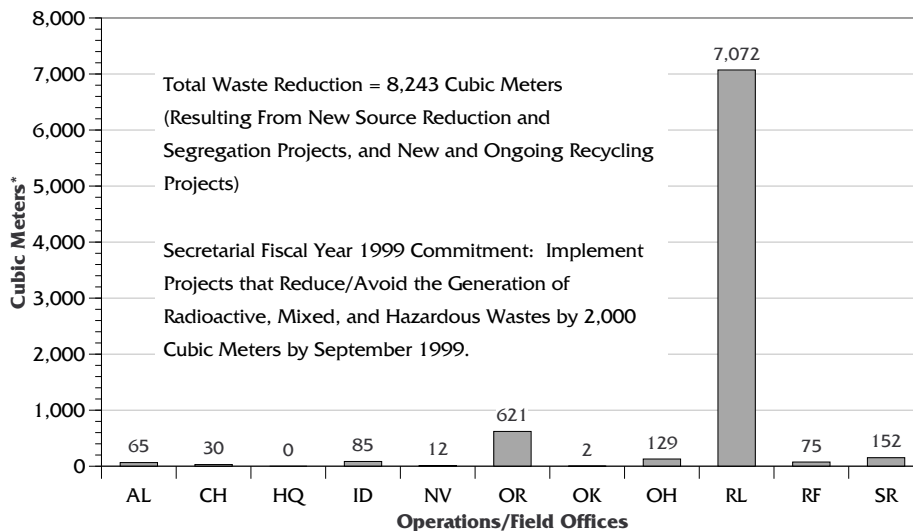 8,000
7,000
6,000
5,000
4,000
3,000
2,000
1,000
0
Cubic Meters*
Total Waste Reduction = 8,243 Cubic Meters
(Resulting From New Source Reduction and
Segregation Projects, and New and Ongoing Recycling
Projects)
Secretarial Fiscal Year 1999 Commitment: Implement
Projects that Reduce/Avoid the Generation of
Radioactive, Mixed, and Hazardous Wastes by 2,000
Cubic Meters by September 1999.
65 30 0 85 12 621 2 129 7,072 75 152
AL CH HQ ID NV OR OK OH RL RF SR
Operations/Field Offices